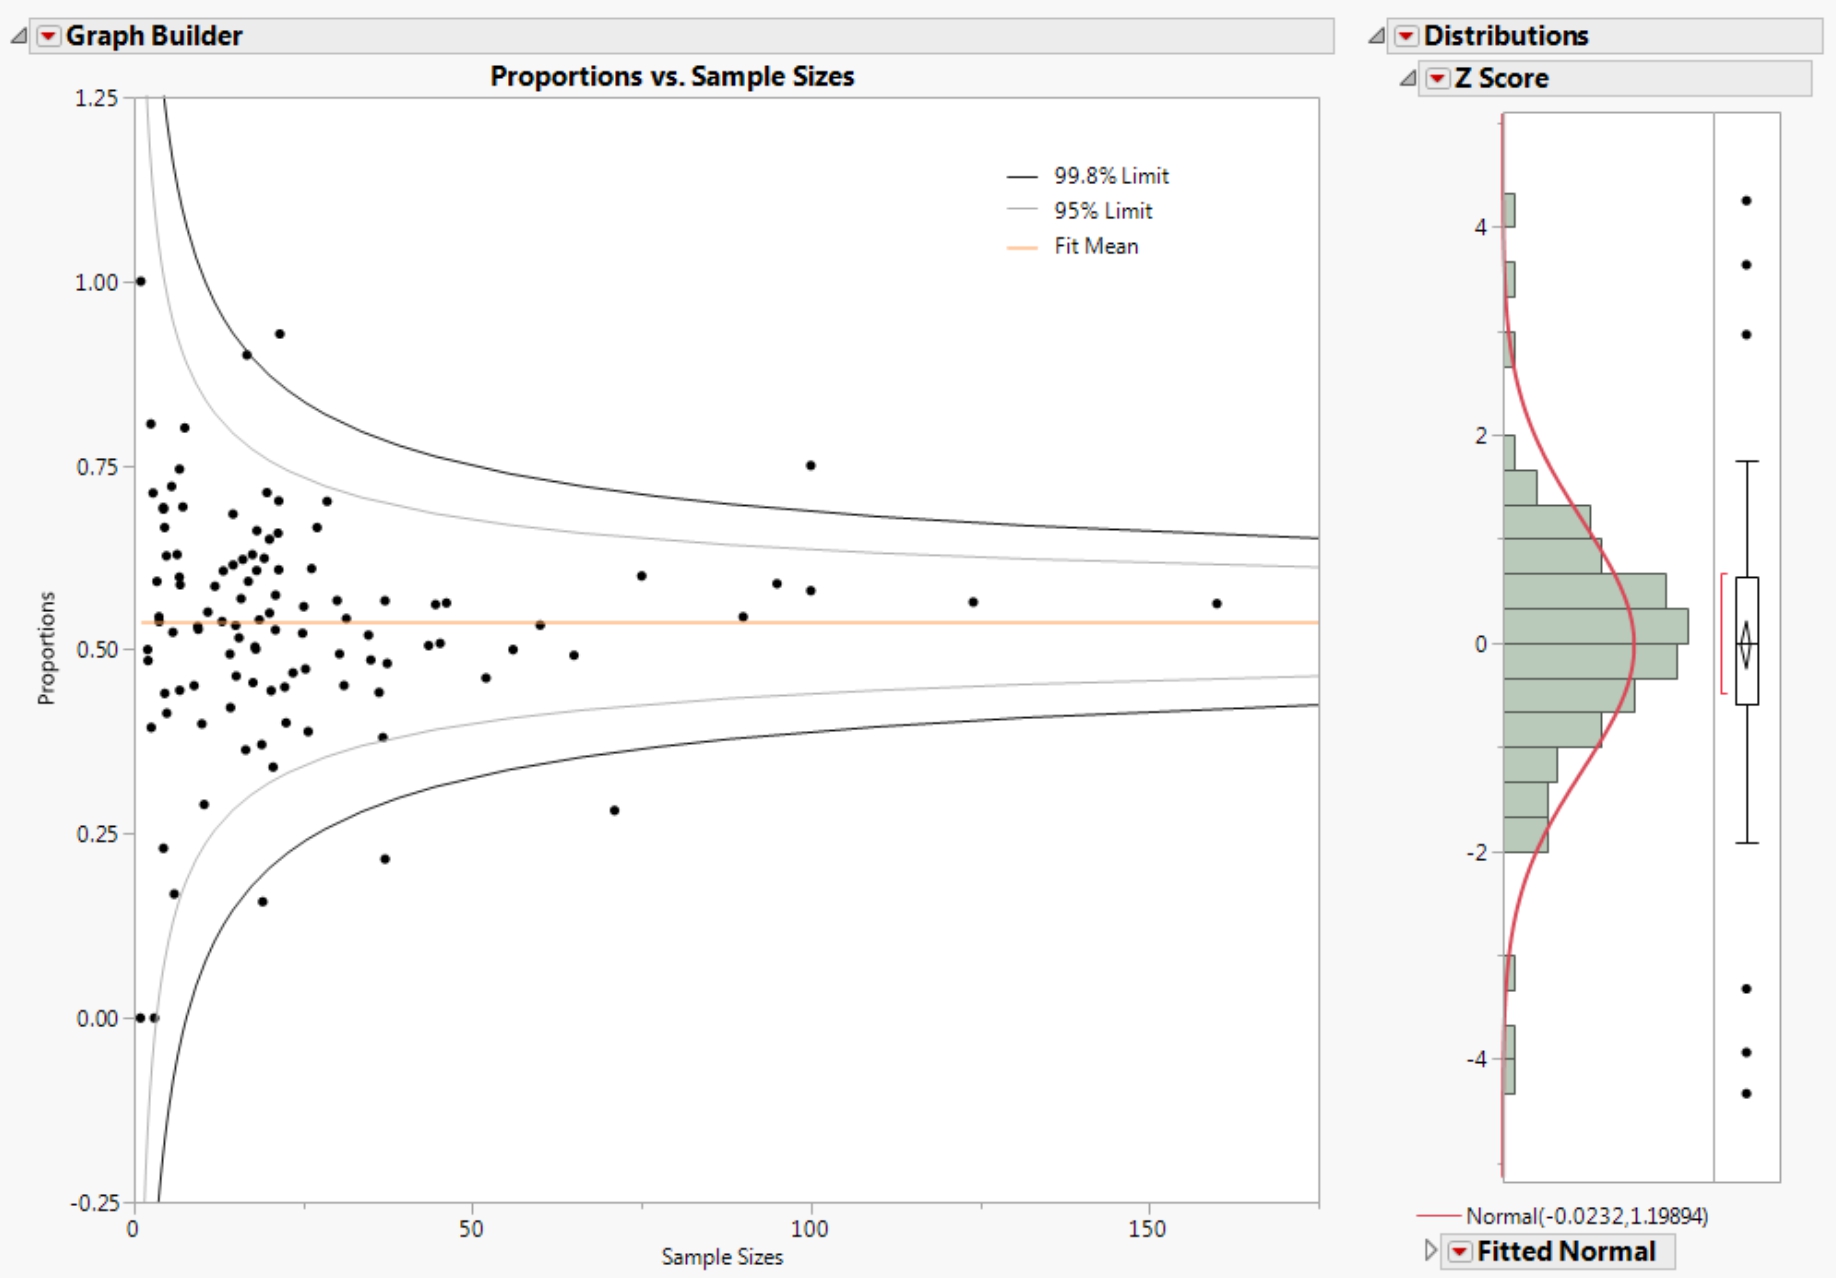 Graph Builder
Proportions vs. Sample Sizes
1.25
1.00
0.75
0.50
0.25
0.00
-0.25
Proportions
99.8% Limit
95% Limit
Fit Mean
0
50
100
150
Sample Sizes
Distributions
Z Score
4
2
0
-2
-4
Normal(-0.0232,1.19894)
Fitted Normal